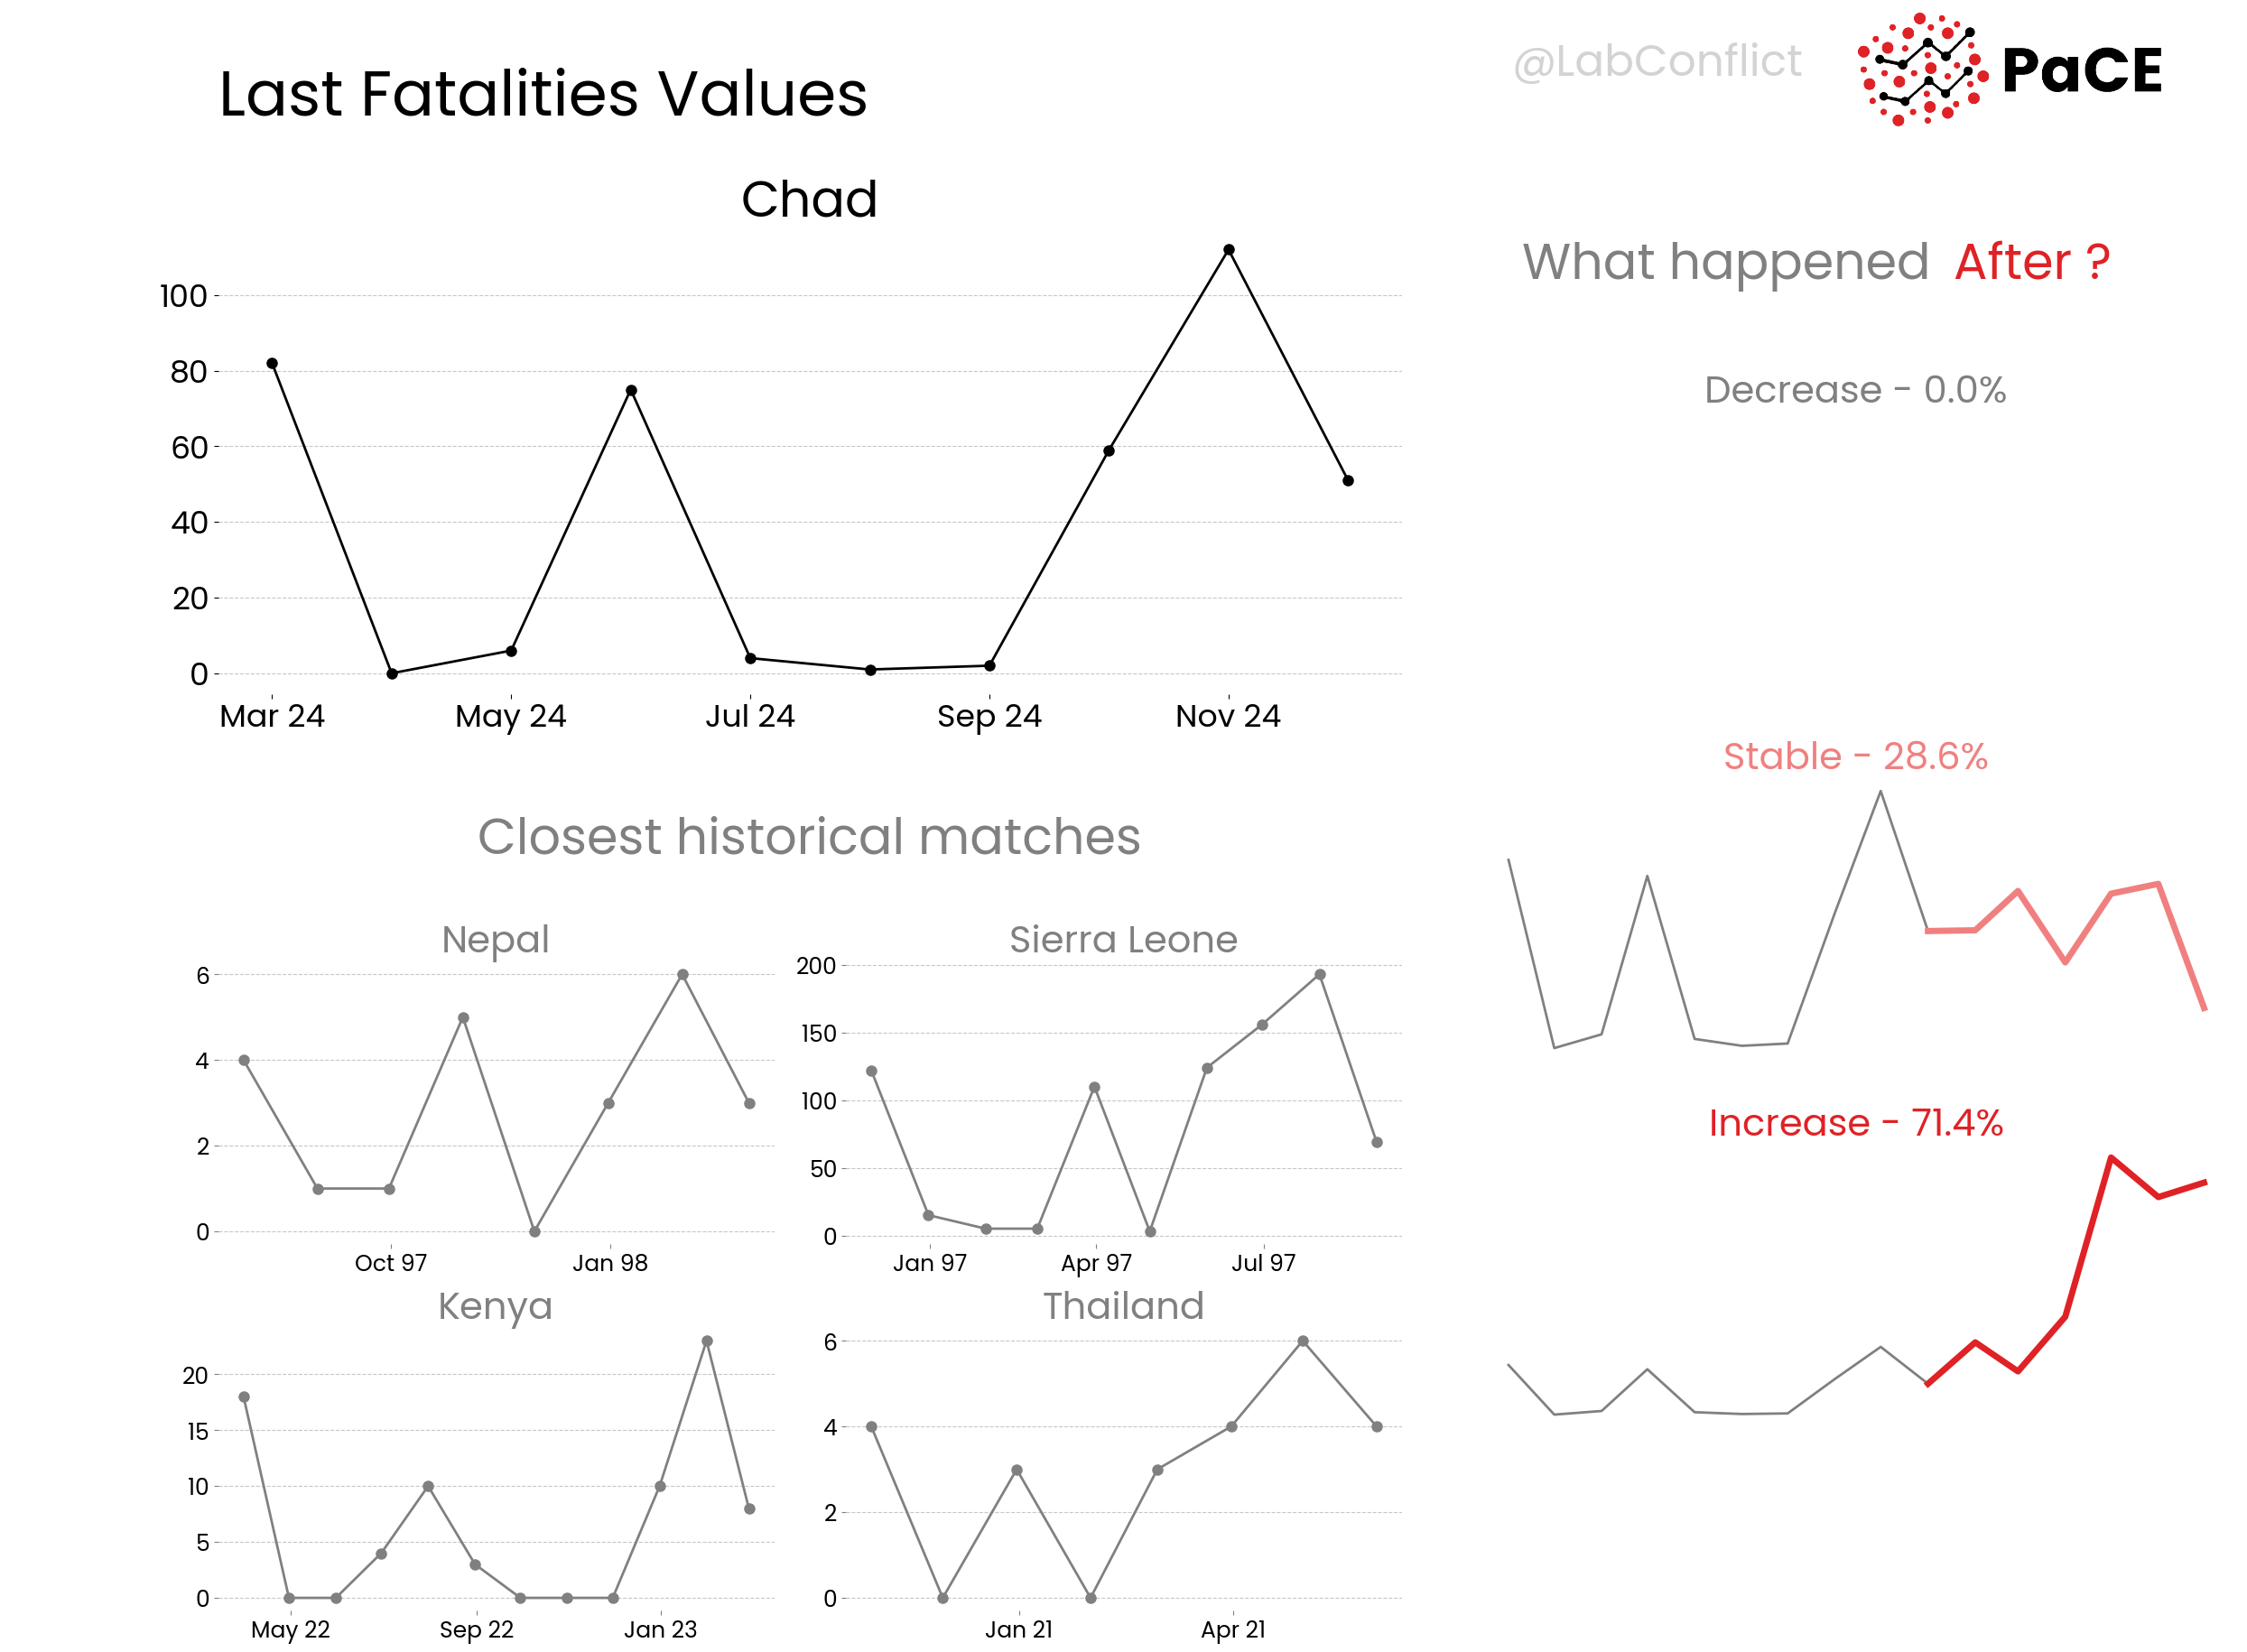 @LabConflict
PaCE
Last Fatalities Values
Chad
100
80
60
40
20
0
Mar 24 May 24 Jul 24 Sep 24 Nov 24
What happened After ?
Decrease - 0.0%
Stable - 28.6%
Increase - 71.4%
Closest historical matches
Nepal
6
4
2
0
Oct 97 Jan 98
Sierra Leone
200
150
100
50
0
Jan 97 Apr 97 Jul 97
Kenya
20
15
10
5
0
May 22 Sep 22 Jan 23
Thailand
6
4
2
0
Jan 21 Apr 21